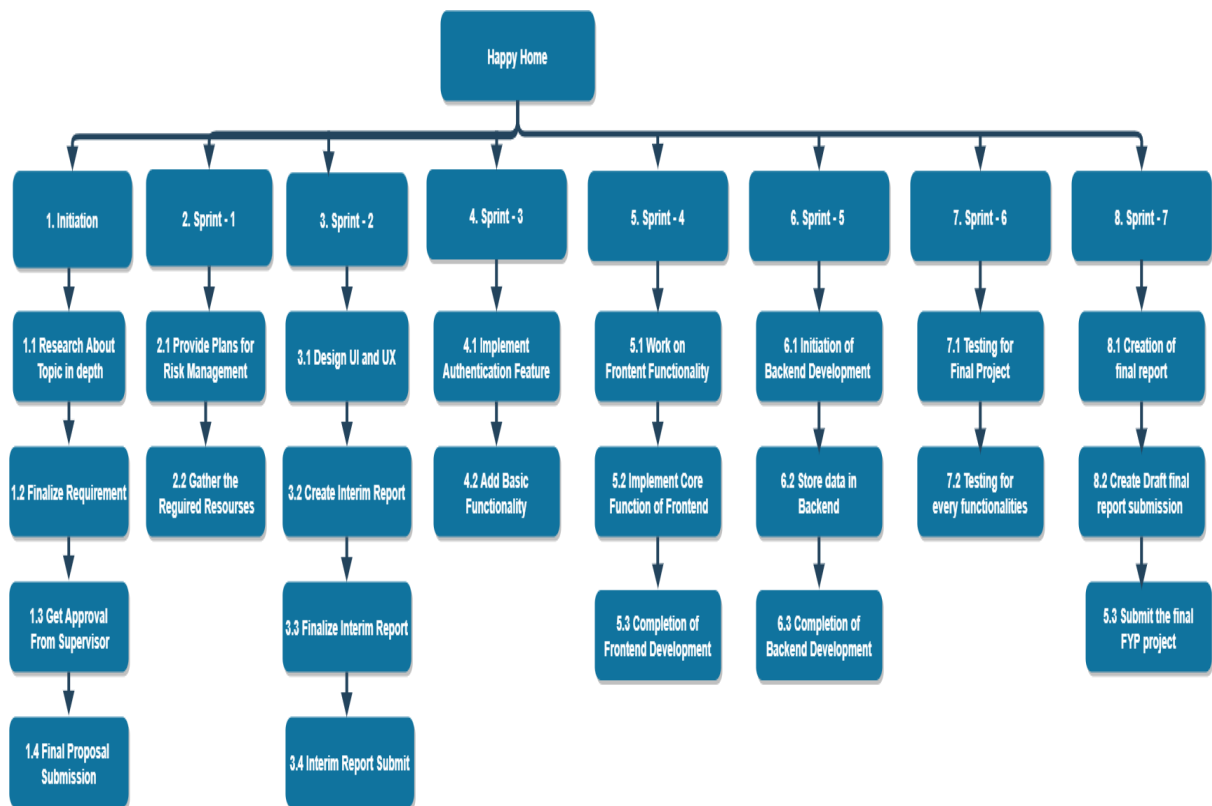 Happy Home
1. Initiation
2. Sprint - 1
3. Sprint - 2
4. Sprint - 3
5. Sprint - 4
6. Sprint - 5
7. Sprint - 6
8. Sprint - 7
1.1 Research About
Topic in depth
2.1 Provide Plans for
Risk Management
3.1 Design UI and UX
4.1 Implement
Authentication Feature
5.1 Work on
Frontent Functionality
6.1 Initiation of
Backend Development
7.1 Testing for
Final Project
8.1 Creation of
final report
1.2 Finalize Requirement
2.2 Gather the
Reguired Resourses
3.2 Create Interim Report
4.2 Add Basic
Functionality
5.2 Implement Core
Function of Frontend
6.2 Store data in
Backend
7.2 Testing for
every functionalities
8.2 Create Draft final
report submission
1.3 Get Approval
From Supervisor
3.3 Finalize Interim Report
5.3 Completion of
Frontend Development
6.3 Completion of
Backend Development
5.3 Submit the final
FYP project
1.4 Final Proposal
Submission
3.4 Interim Report Submit